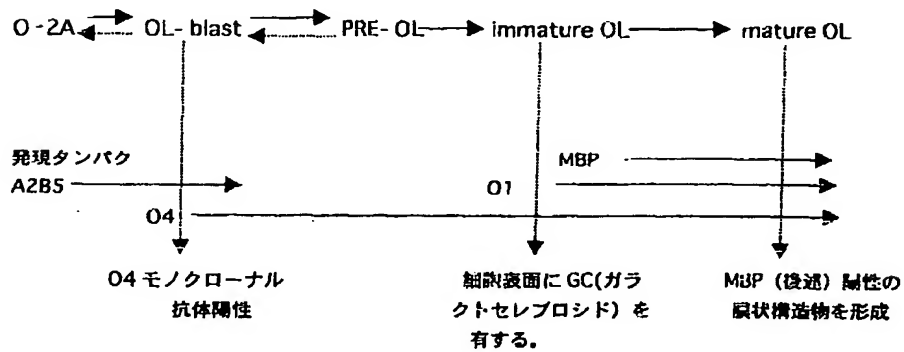 O-2A OL-blast PRE-OL immature OL mature OL
発現タンパク
MBP
A2B5
O1
O4
O4 モノクローナル
抗体陽性
細胞表面に GC(ガラ
クトセレブロシド）を
有する。
MBP（後述）陽性の
膜状構造物を形成